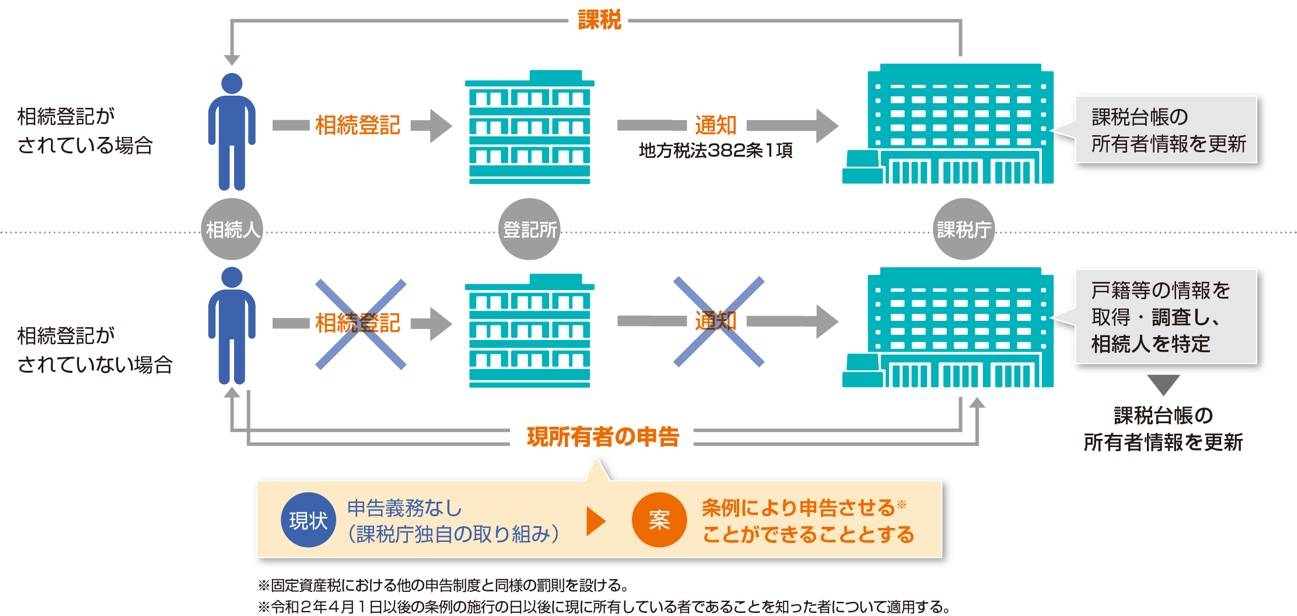 課税
相続登記が
されている場合
相続登記
通知
地方税法382条1項
課税台帳の
所有者情報を更新
相続人
登記所
課税庁
相続登記が
されていない場合
相続登記
通知
戸籍等の情報を
取得・調査し、
相続人を特定
課税台帳の
所有者情報を更新
現所有者の申告
現状
申告義務なし
（課税庁独自の取り組み）
案
条例により申告させる※
ことができることとする
※固定資産税における他の申告制度と同様の罰則を設ける。
※令和２年４月１日以後の条例の施行の日以後に現に所有している者であることを知った者について適用する。